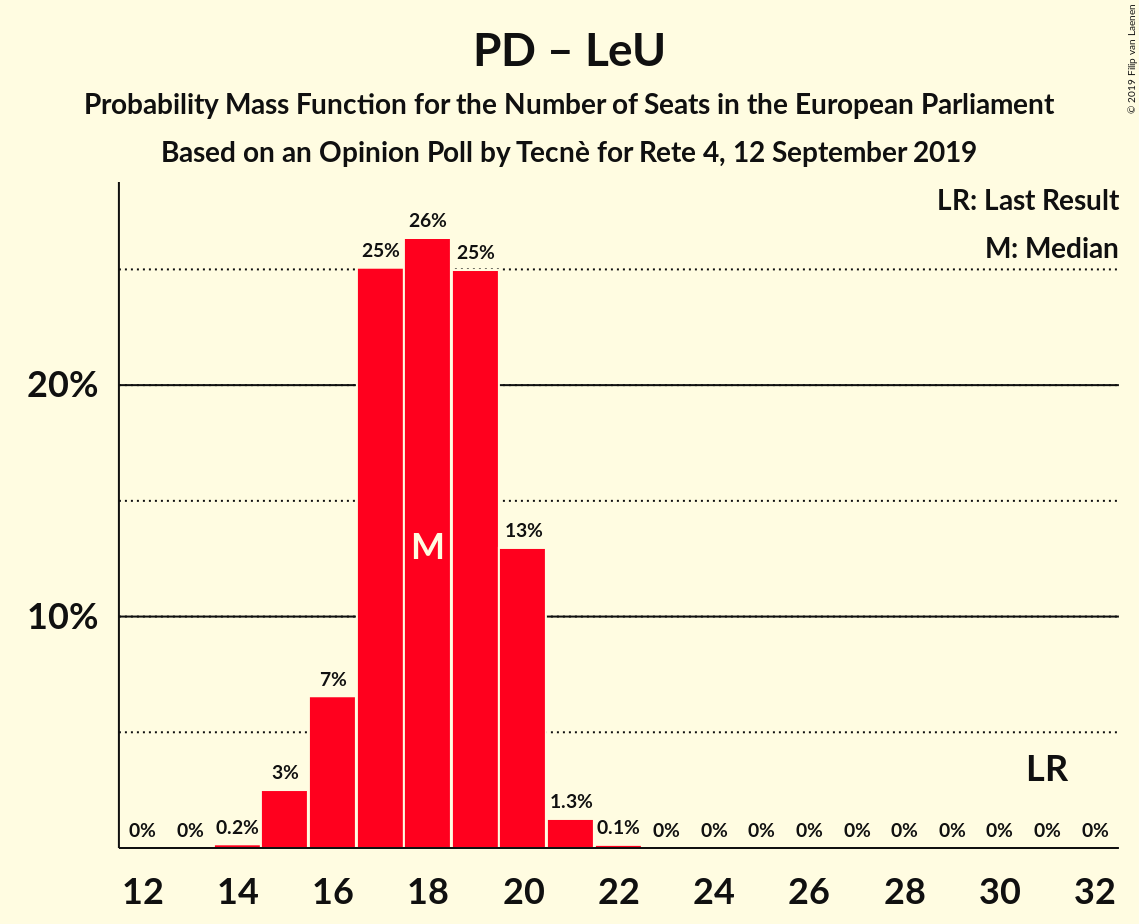 © 2019 Filip van Laenen
PD – LeU
Probability Mass Function for the Number of Seats in the European Parliament
Based on an Opinion Poll by Tecnè for Rete 4, 12 September 2019
LR: Last Result
M: Median
20%
10%
0% 0% 0.2% 3% 7% 25% 26% 25% 13% 1.3% 0.1% 0% 0% 0% 0% 0% 0% 0% 0% 0% 0%
M
LR
12 14 16 18 20 22 24 26 28 30 32